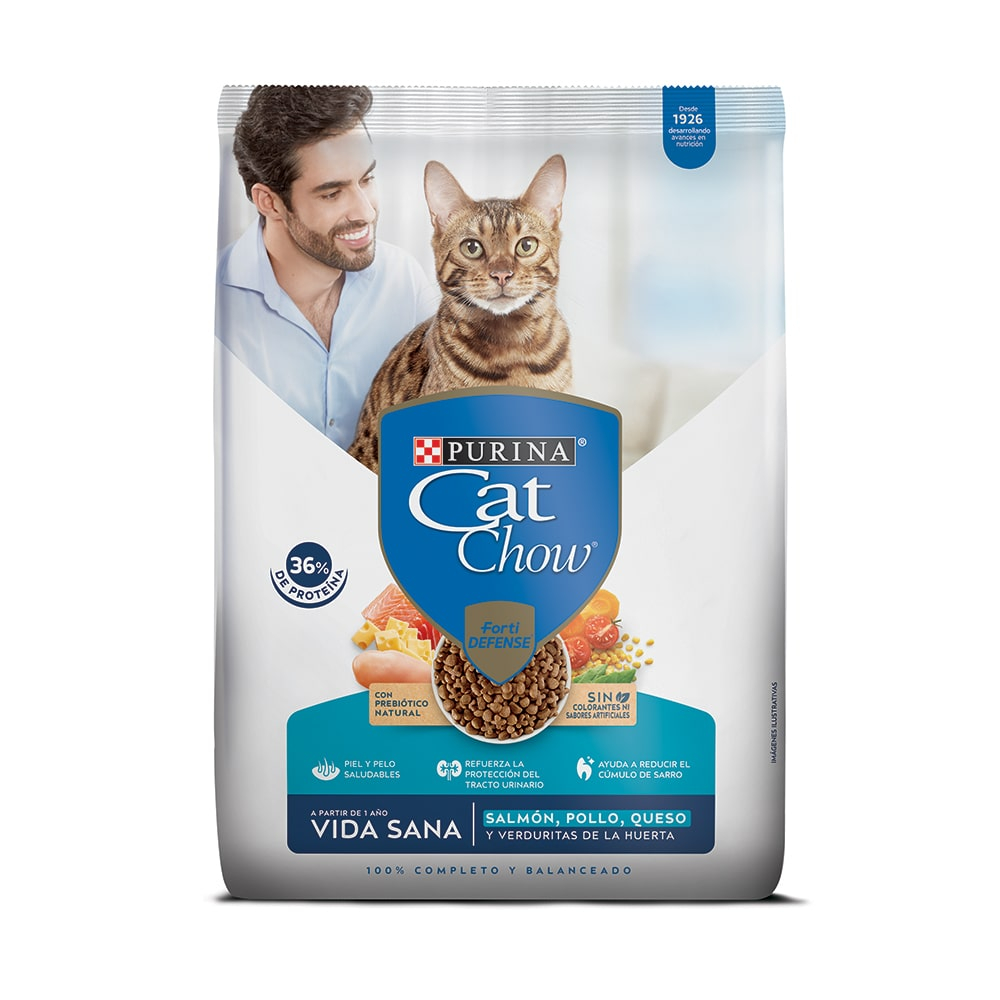 Desde
1926
desarrollando
avances en
nutrición
PURINA®
Cat
Chow®
36%
DE PROTEÍNA
Forti
DEFENSE
CON
PREBIÓTICO
NATURAL
SIN
COLORANTES NI
SABORES ARTIFICIALES
IMÁGENES ILUSTRATIVAS
PIEL Y PELO
SALUDABLES
REFUERZA LA
PROTECCIÓN DEL
TRACTO URINARIO
AYUDA A REDUCIR EL
CÚMULO DE SARRO
A PARTIR DE 1 AÑO
VIDA SANA
SALMÓN, POLLO, QUESO
Y VERDURITAS DE LA HUERTA
100% COMPLETO Y BALANCEADO